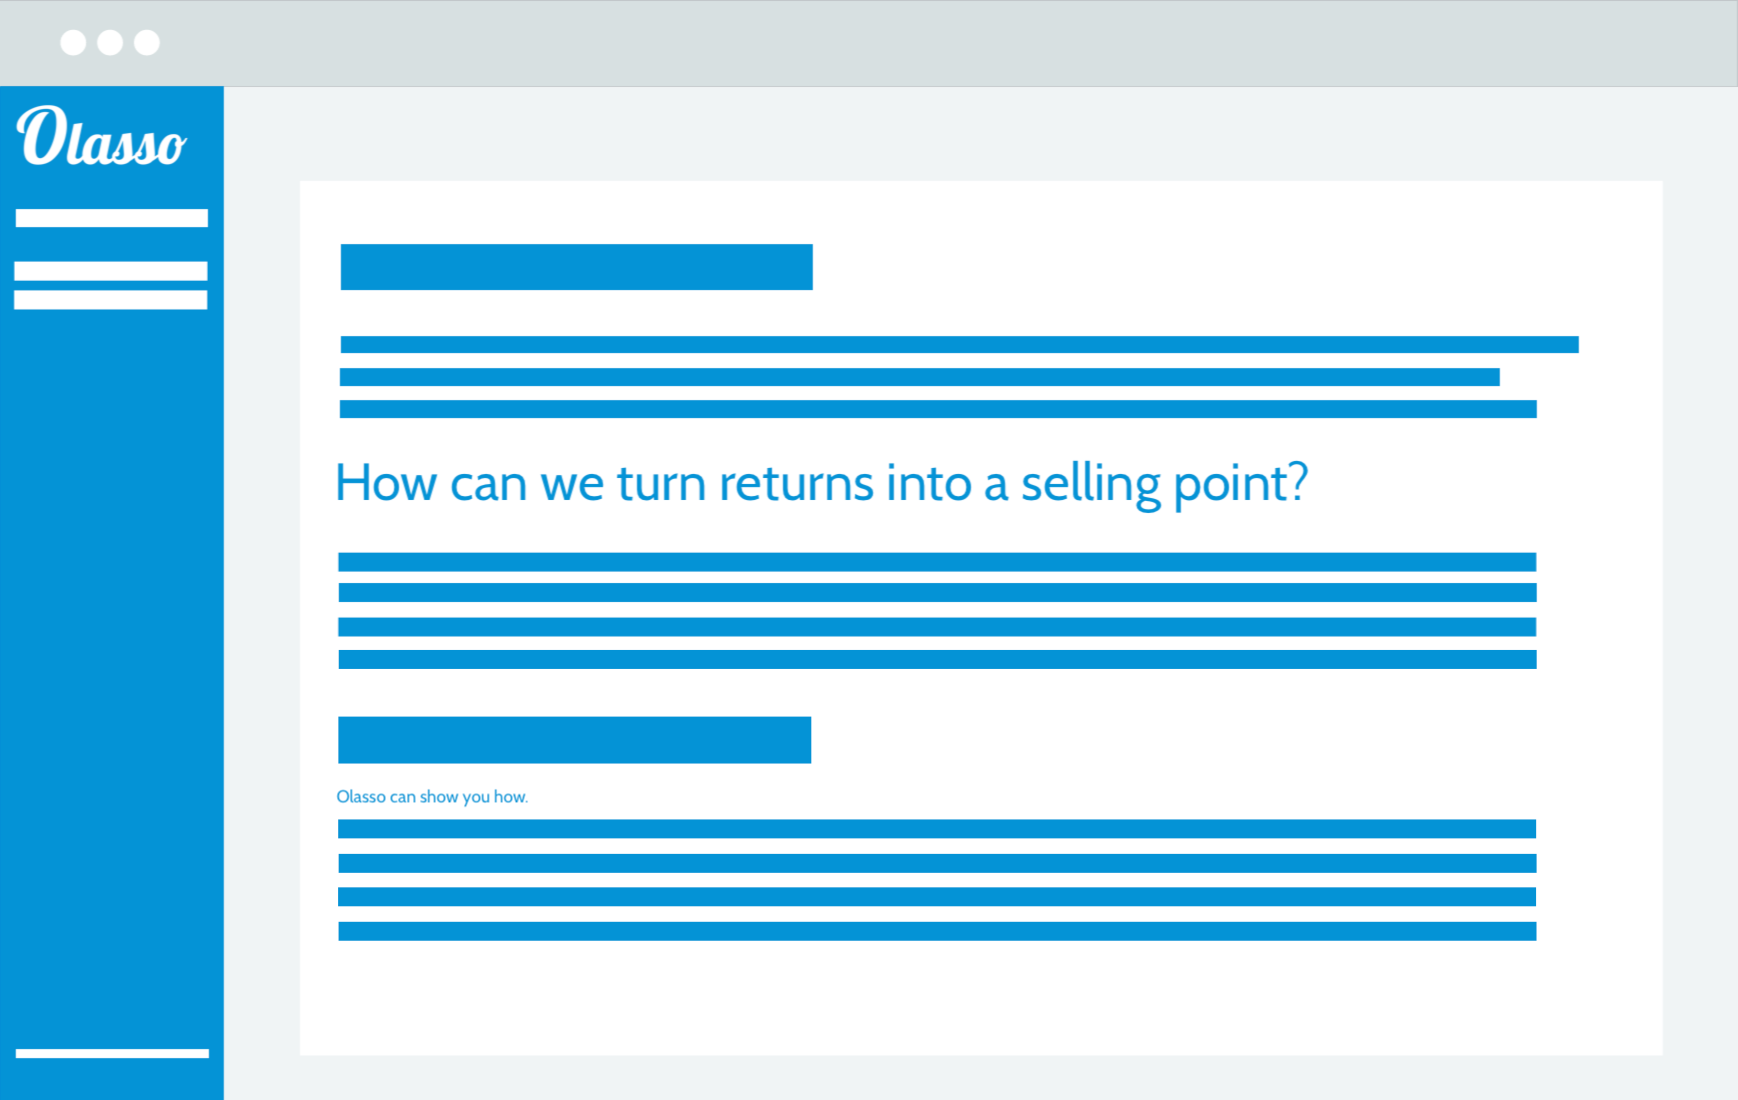 Olasso
How can we turn returns into a selling point?
Olasso can show you how.